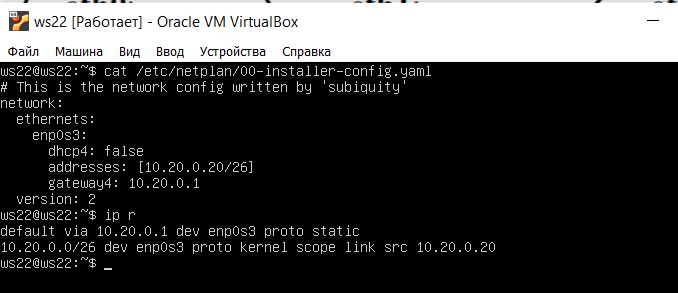 ws22 [Работает] - Oracle VM VirtualBox
Файл Машина Вид Ввод Устройства Справка
ws22@ws22:~$ cat /etc/netplan/00-installer-config.yaml
# This is the network config written by 'subiquity'
network:
  ethernets:
    enp0s3:
      dhcp4: false
      addresses: [10.20.0.20/26]
      gateway4: 10.20.0.1
  version: 2
ws22@ws22:~$ ip r
default via 10.20.0.1 dev enp0s3 proto static
10.20.0.0/26 dev enp0s3 proto kernel scope link src 10.20.0.20
ws22@ws22:~$ _